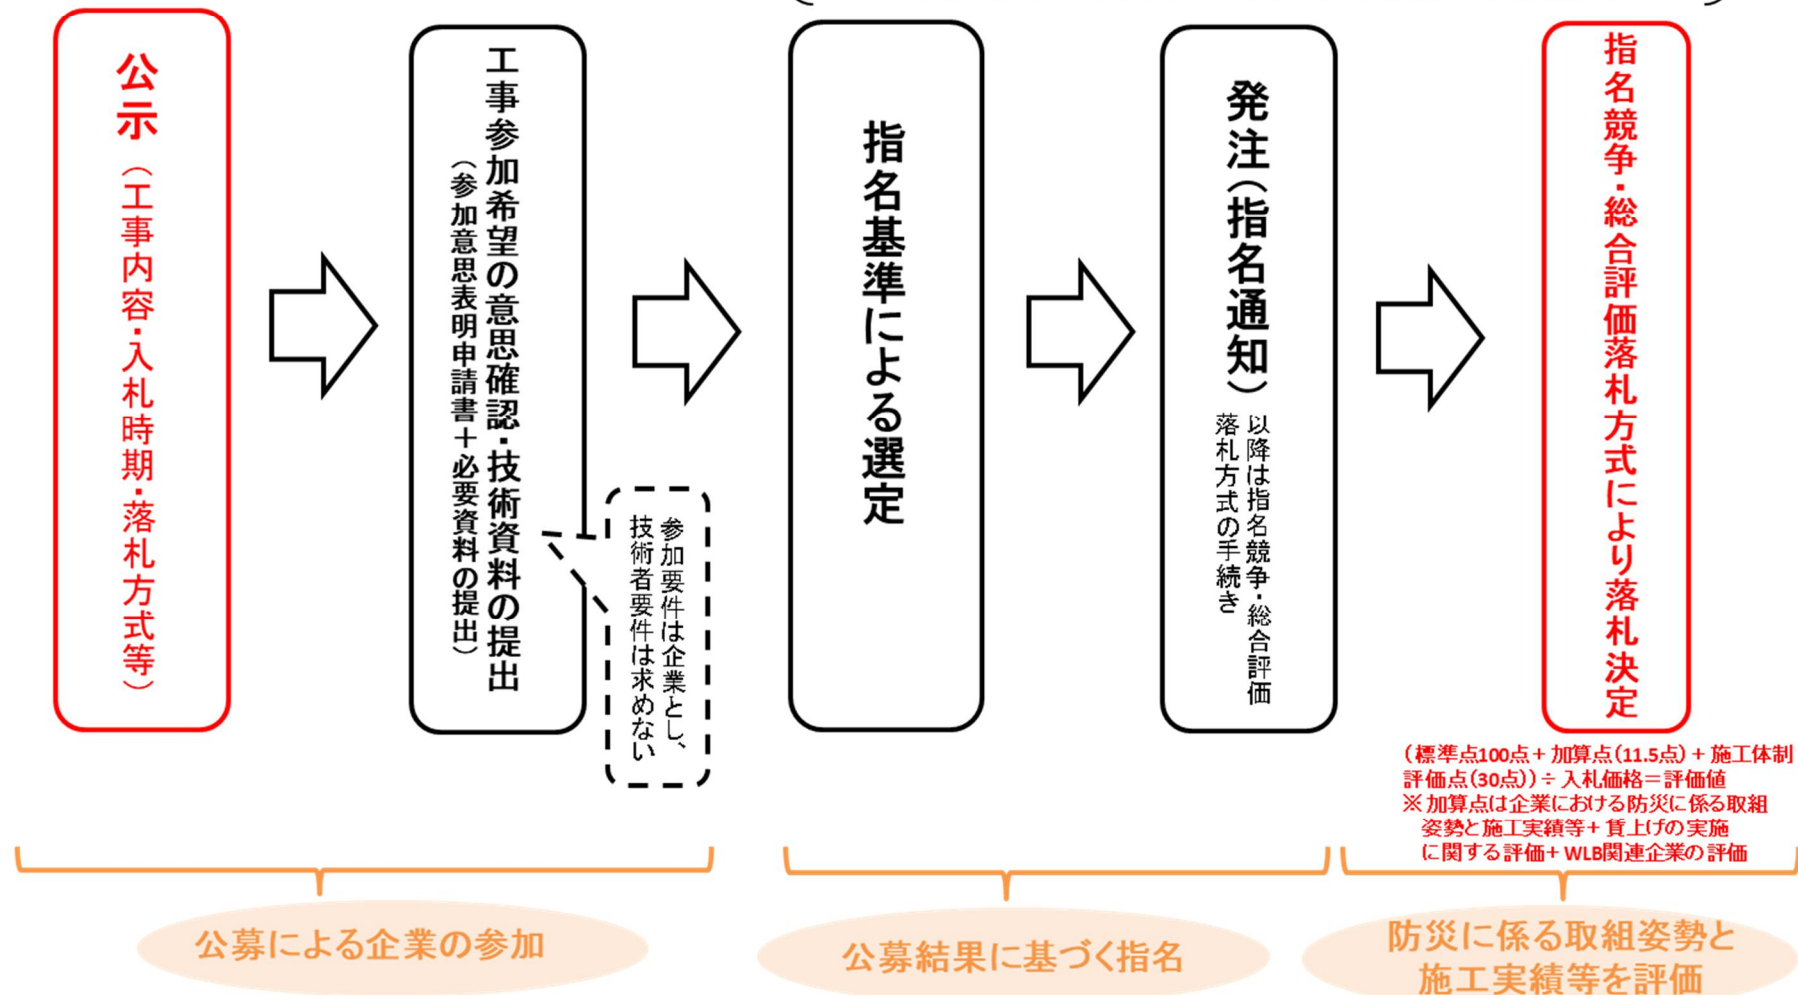 公示（工事内容・入札時期・落札方式等）
工事参加希望の意思確認・技術資料の提出
（参加意思表明申請書＋必要資料の提出）
参加要件は企業とし、
技術者要件は求めない
指名基準による選定
発注（指名通知）
以降は指名競争・総合評価
落札方式の手続き
指名競争・総合評価落札方式により落札決定
（標準点100点＋加算点（11.5点）＋施工体制
評価点（30点））÷入札価格＝評価値
※加算点は企業における防災に係る取組
姿勢と施工実績等＋賃上げの実施
に関する評価＋WLB関連企業の評価
公募による企業の参加
公募結果に基づく指名
防災に係る取組姿勢と
施工実績等を評価